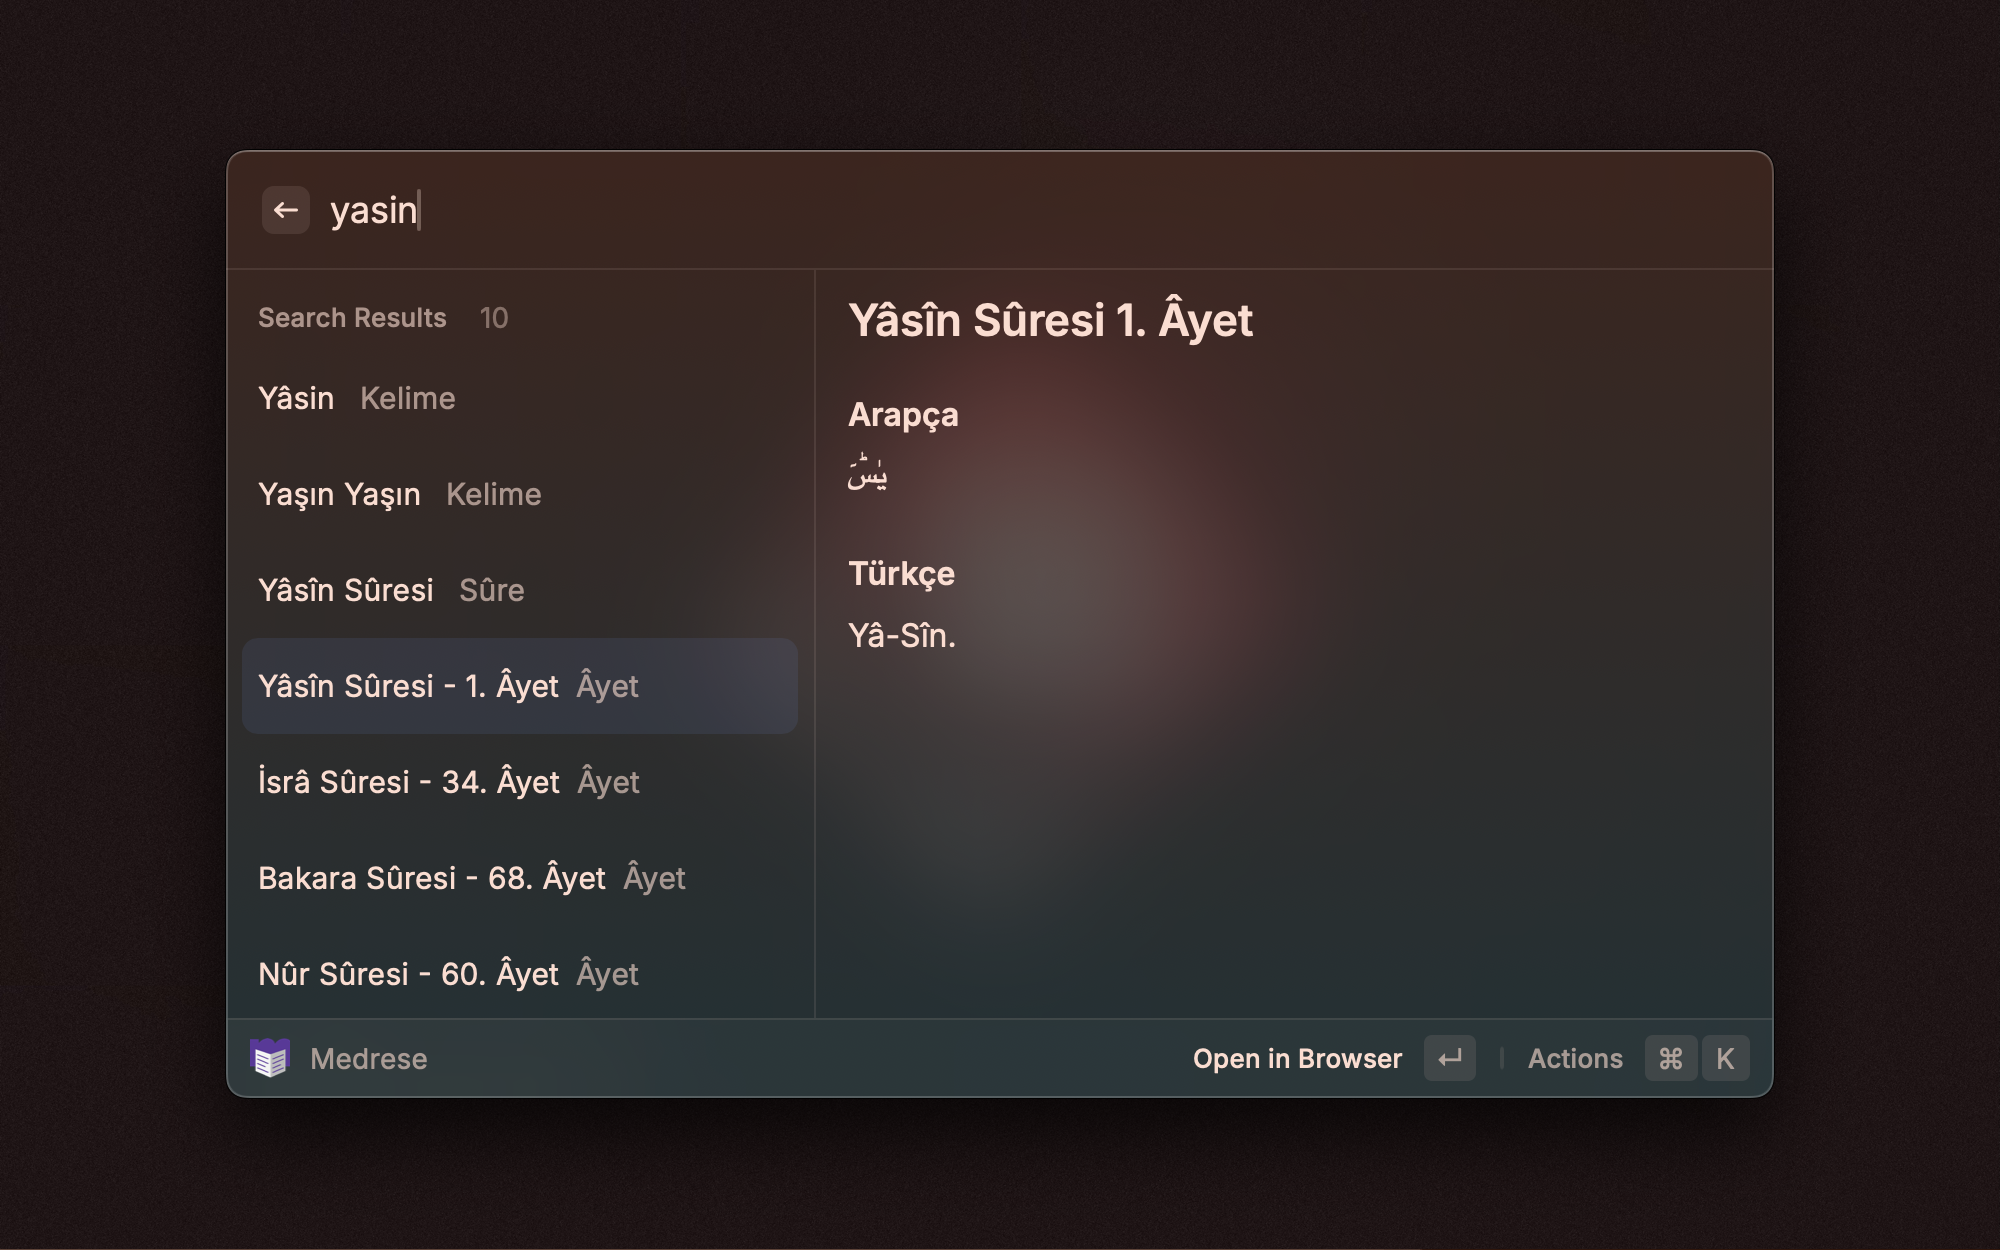 yasin
Search Results 10
Yâsin Kelime
Yaşın Yaşın Kelime
Yâsîn Sûresi Sûre
Yâsîn Sûresi - 1. Âyet Âyet
İsrâ Sûresi - 34. Âyet Âyet
Bakara Sûresi - 68. Âyet Âyet
Nûr Sûresi - 60. Âyet Âyet
Yâsîn Sûresi 1. Âyet
Arapça
يٰسَٓۜ
Türkçe
Yâ-Sîn.
Medrese
Open in Browser ↵ Actions ⌘ K